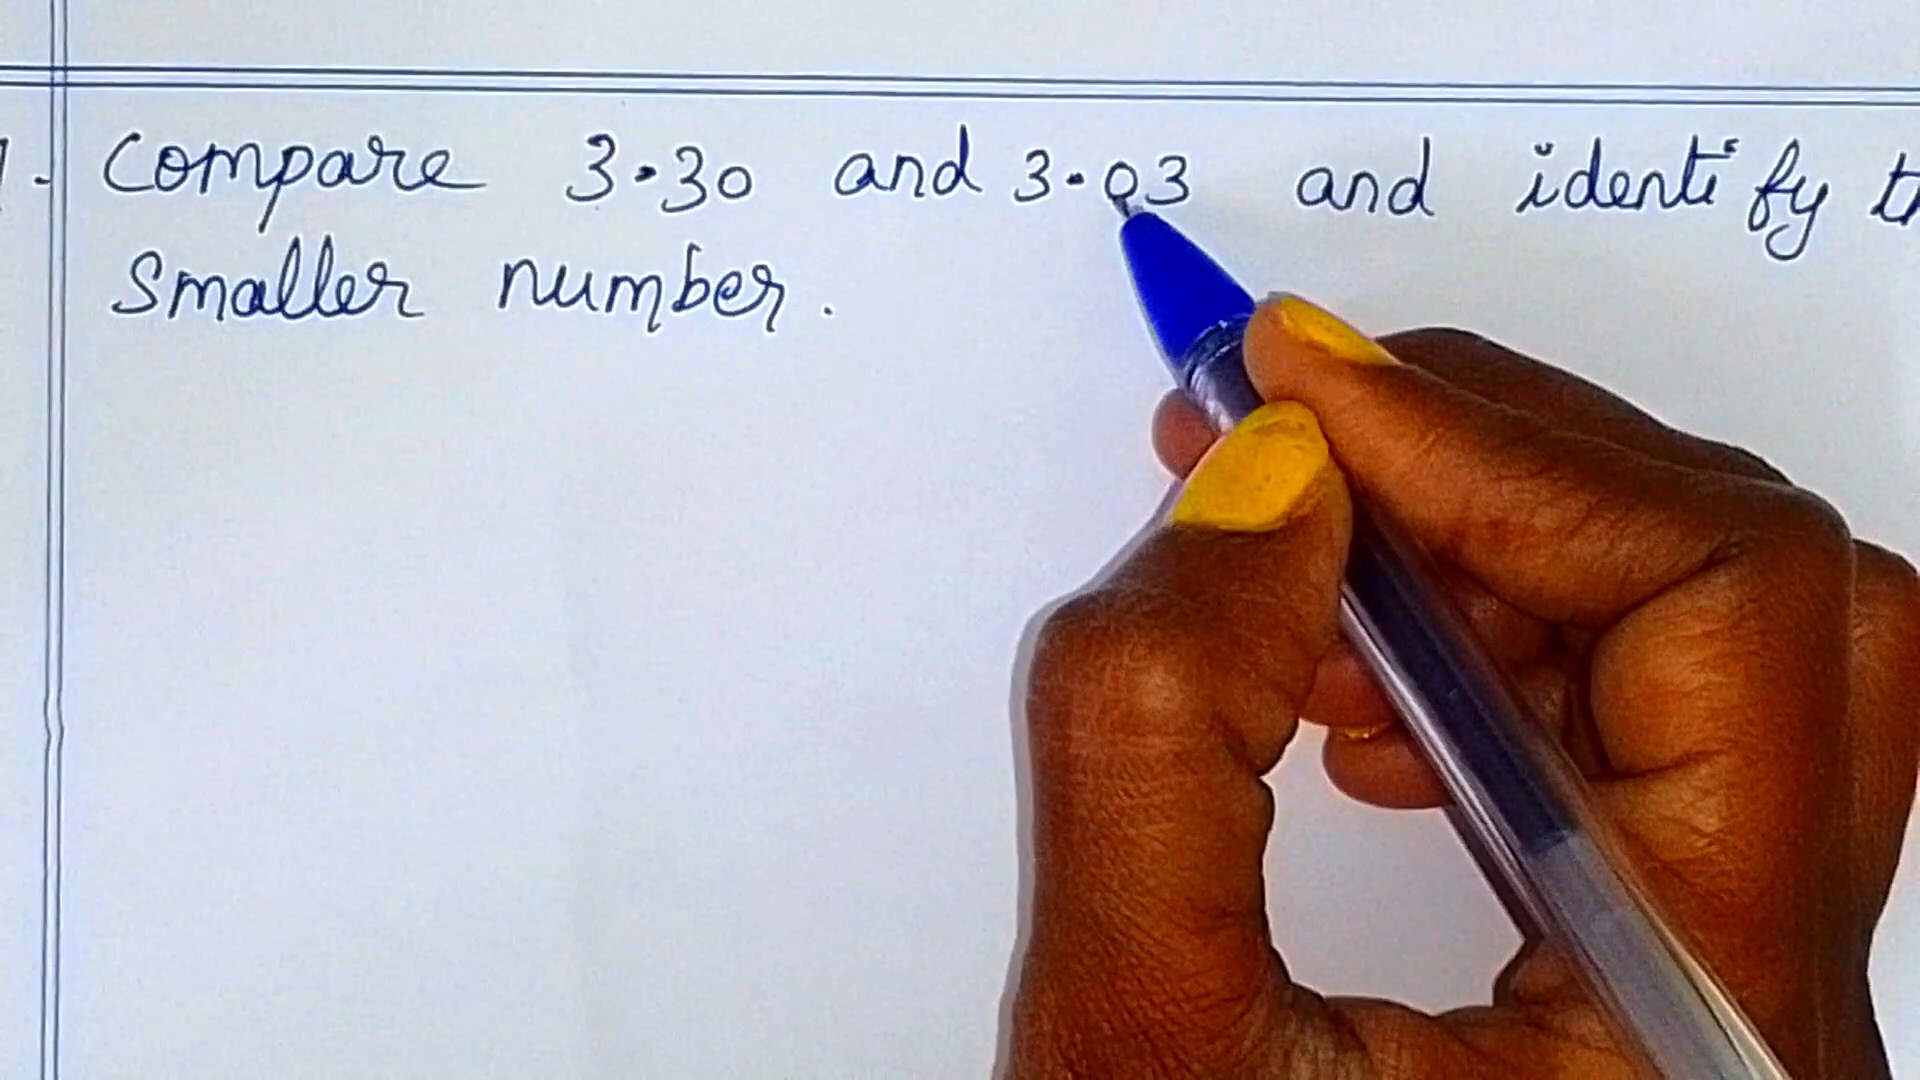 Compare 3.30 and 3.03 and identify
smaller number.